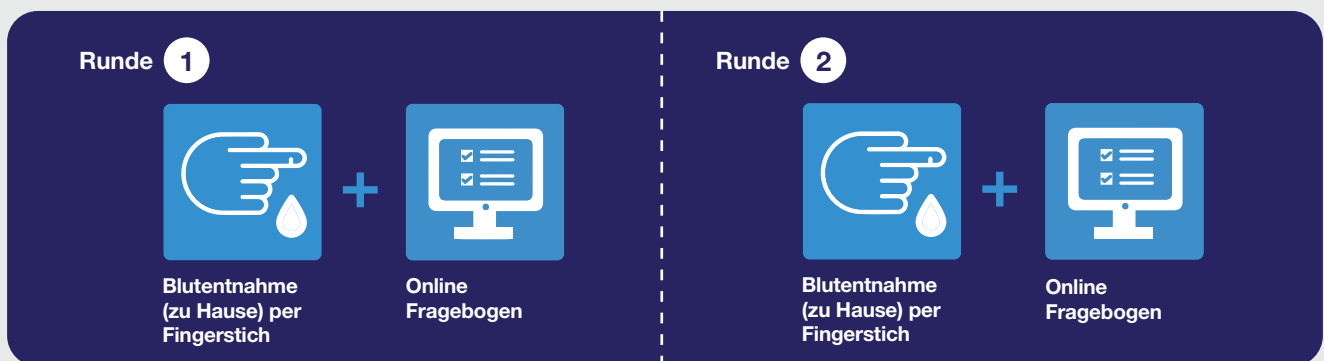 Runde 1
Blutentnahme
(zu Hause) per
Fingerstich
Online
Fragebogen
Runde 2
Blutentnahme
(zu Hause) per
Fingerstich
Online
Fragebogen